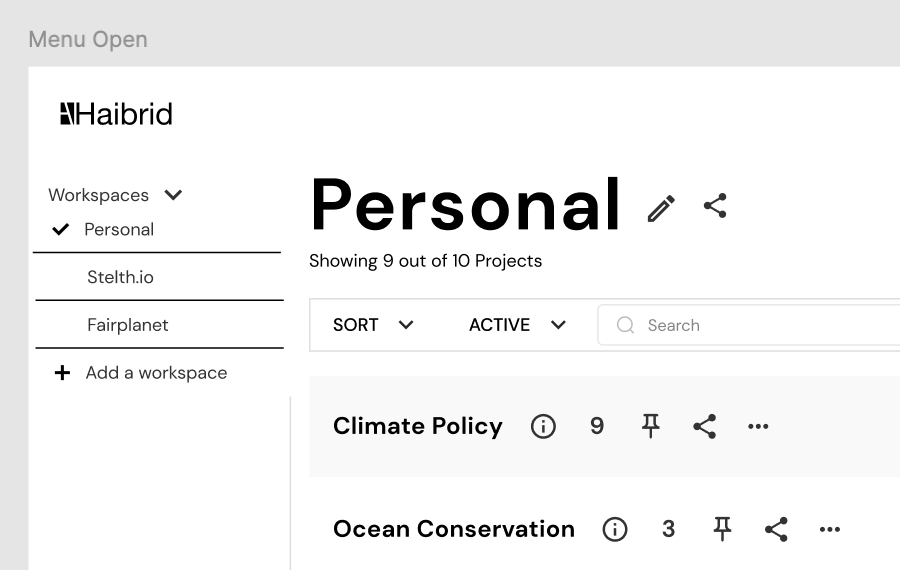 Menu Open
Haibrid
Workspaces
Personal
Stelth.io
Fairplanet
Add a workspace
Personal
Showing 9 out of 10 Projects
SORT ACTIVE Search
Climate Policy 9
Ocean Conservation 3